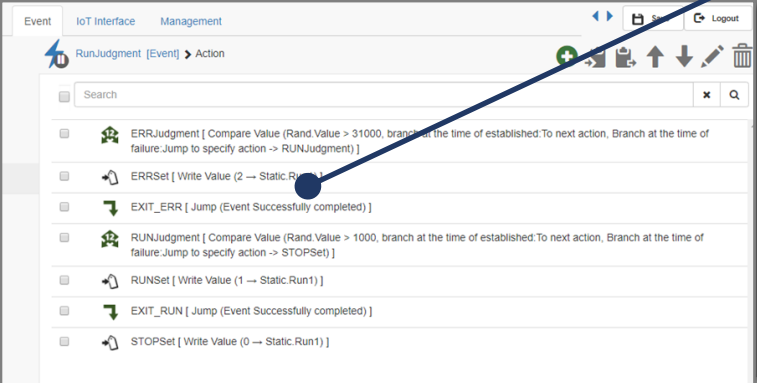 Event IoT Interface Management Logout
RunJudgment [Event] > Action
Search
ERRJudgment [ Compare Value (Rand.Value > 31000, branch at the time of established:To next action, Branch at the time of
failure:Jump to specify action -> RUNJudgment) ]
ERRSet [ Write Value (2 → ]
EXIT_ERR [ Jump (Event Successfully completed) ]
RUNJudgment [ Compare Value (Rand.Value > 1000, branch at the time of established:To next action, Branch at the time of
failure:Jump to specify action -> STOPSet) ]
RUNSet [ Write Value (1 → Static.Run1) ]
EXIT_RUN [ Jump (Event Successfully completed) ]
STOPSet [ Write Value (0 → Static.Run1) ]